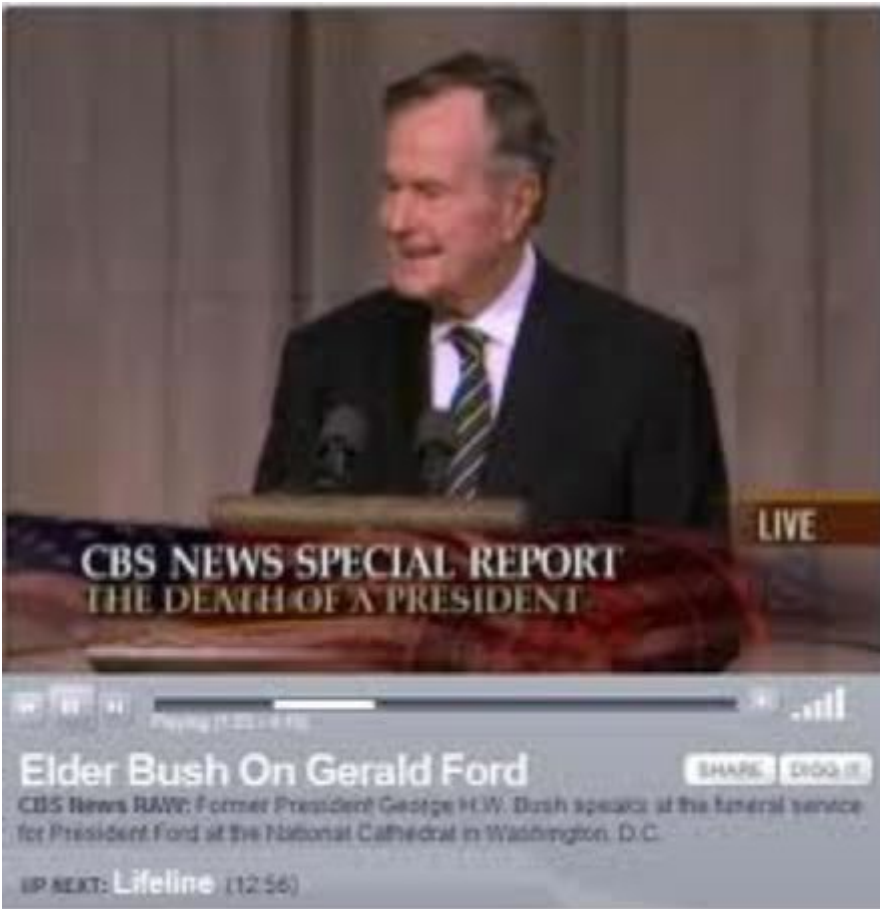 LIVE
CBS NEWS SPECIAL REPORT
THE DEATH OF A PRESIDENT
Playing
Elder Bush On Gerald Ford
SHARE DIGG IT
CBS News RAW: Former President George H.W. Bush speaks at the funeral service
for President Ford at the National Cathedral in Washington, D.C.
UP NEXT: Lifeline (12:56)